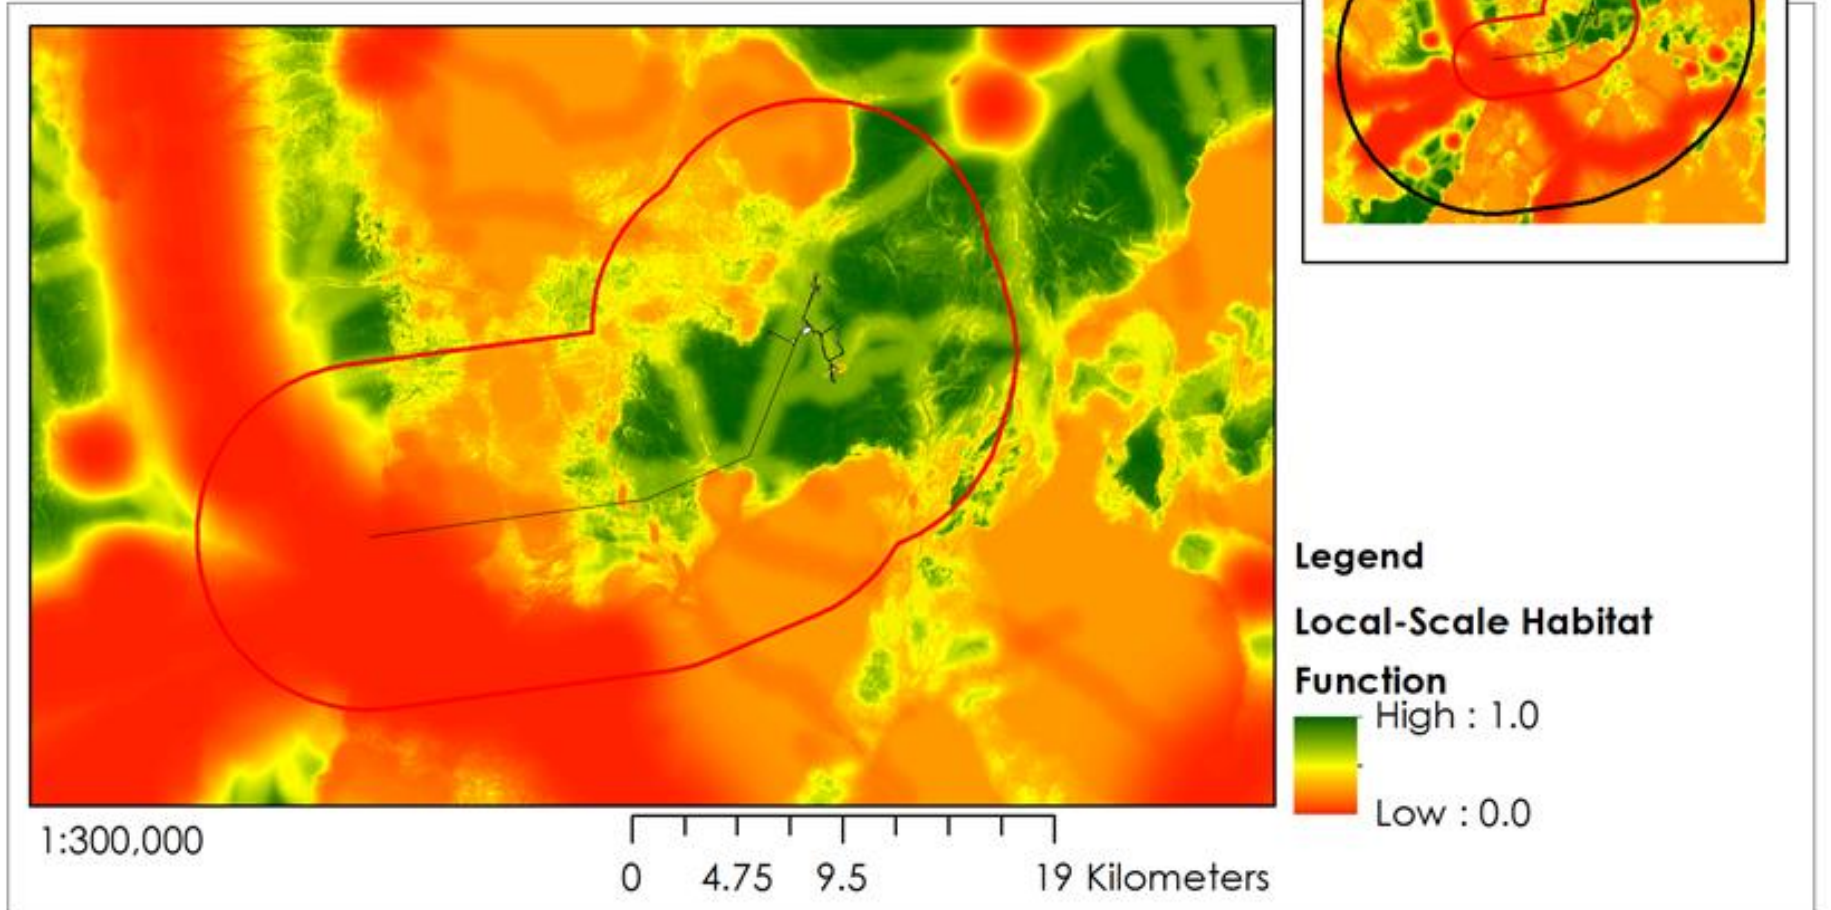 Legend
Local-Scale Habitat
Function
High : 1.0
Low : 0.0
1:300,000
0 4.75 9.5 19 Kilometers